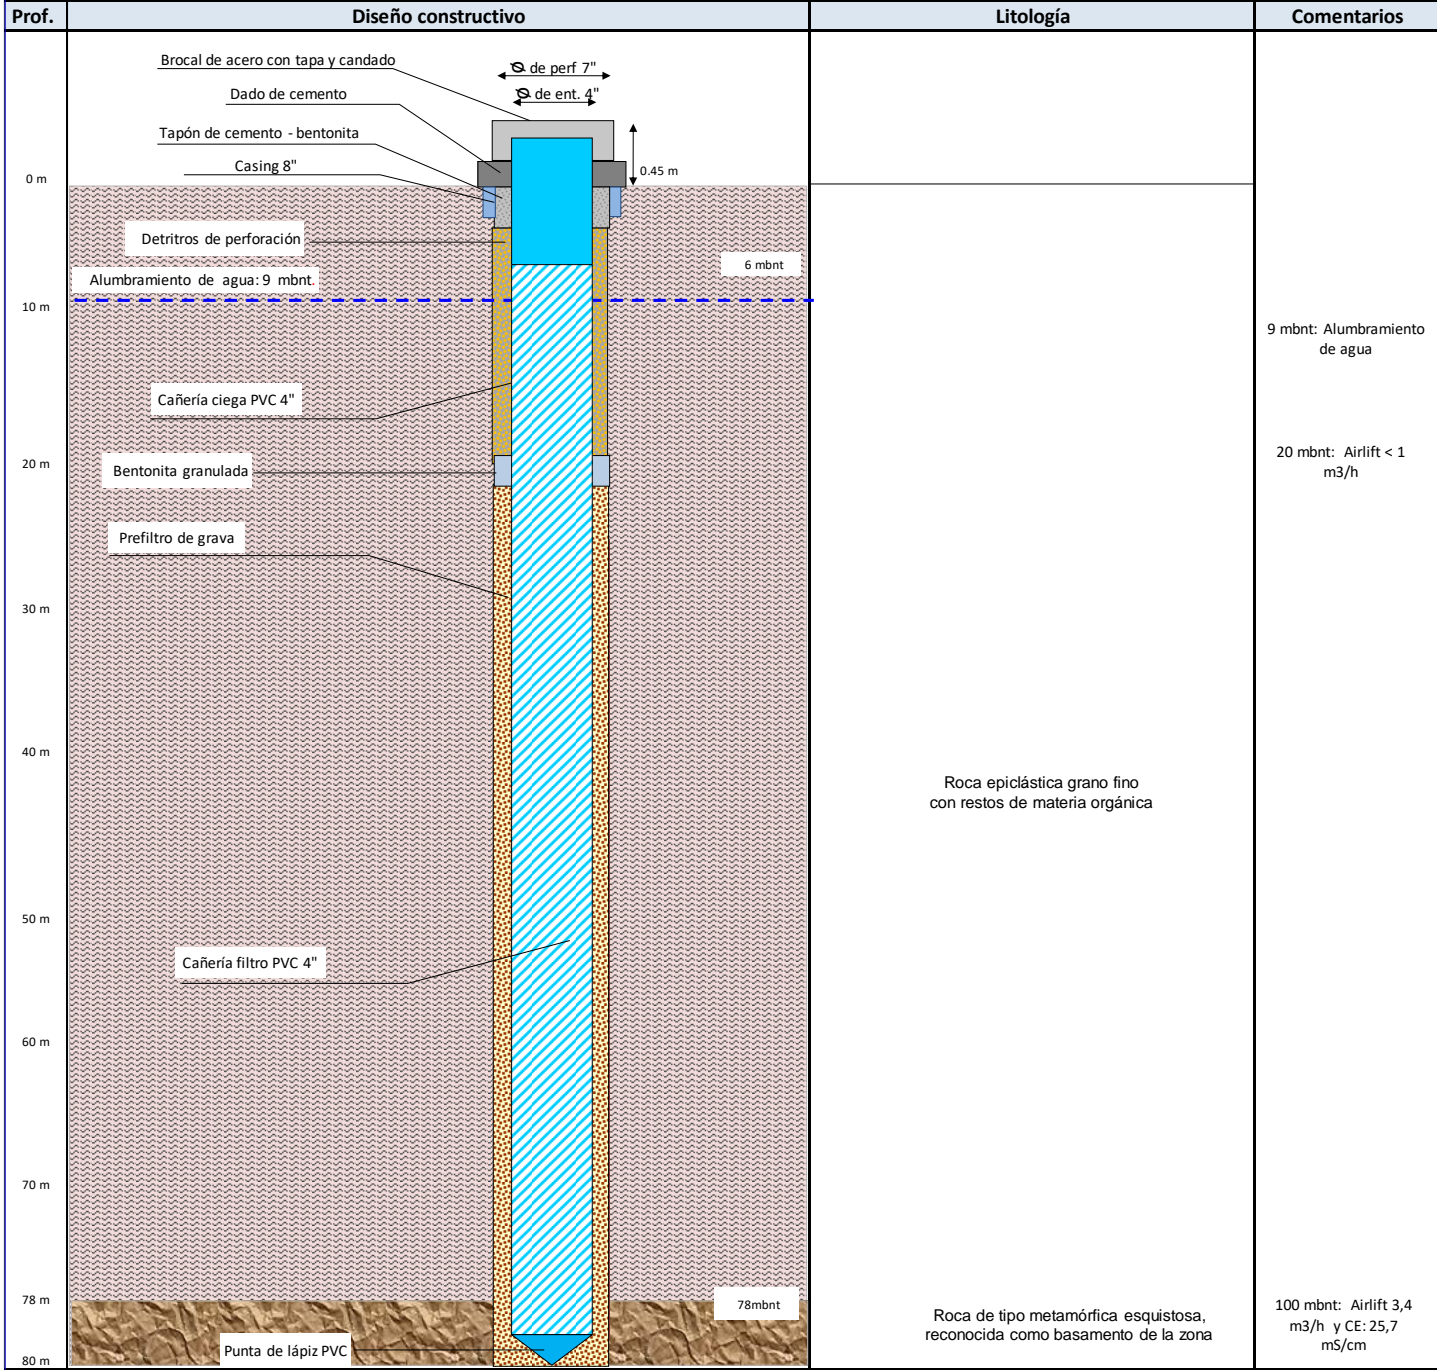 Prof.
Diseño constructivo
Litología
Comentarios
Brocal de acero con tapa y candado
Ø de perf 7"
Dado de cemento
Ø de ent. 4"
Tapón de cemento - bentonita
Casing 8"
0.45 m
0 m
Detritros de perforación
6 mbnt
Alumbramiento de agua: 9 mbnt.
10 m
9 mbnt: Alumbramiento
de agua
Cañería ciega PVC 4"
20 m
Bentonita granulada
20 mbnt: Airlift < 1
m3/h
Prefiltro de grava
30 m
40 m
Roca epiclástica grano fino
con restos de materia orgánica
50 m
Cañería filtro PVC 4"
60 m
70 m
78 m
78mbnt
Roca de tipo metamórfica esquistosa,
reconocida como basamento de la zona
100 mbnt: Airlift 3,4
m3/h y CE: 25,7
mS/cm
Punta de lápiz PVC
80 m